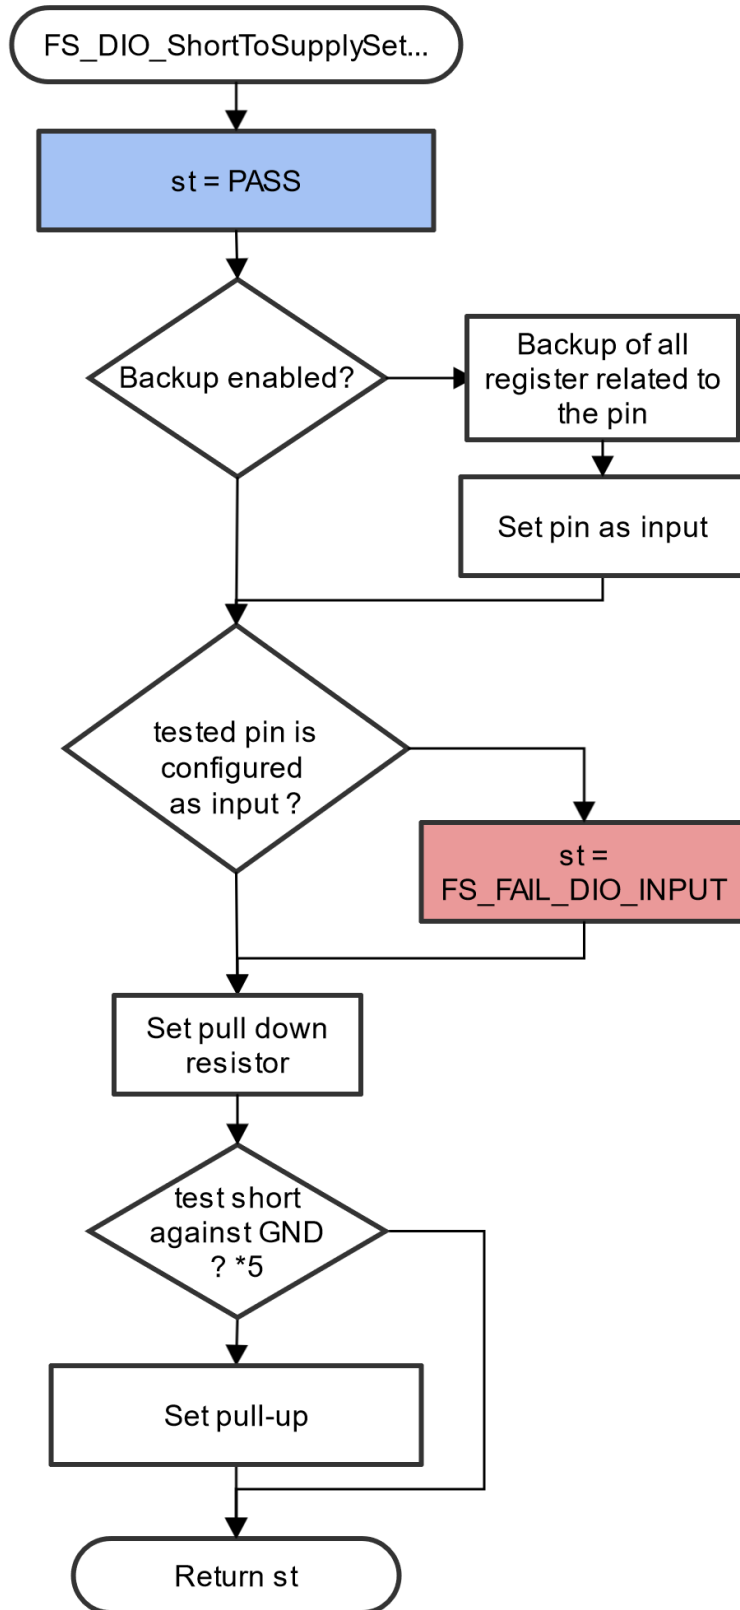 FS_DIO_ShortToSupplySet...
st = PASS
Backup enabled?
Backup of all
register related to
the pin
Set pin as input
tested pin is
configured
as input ?
st =
FS_FAIL_DIO_INPUT
Set pull down
resistor
test short
against GND
? *5
Set pull-up
Return st